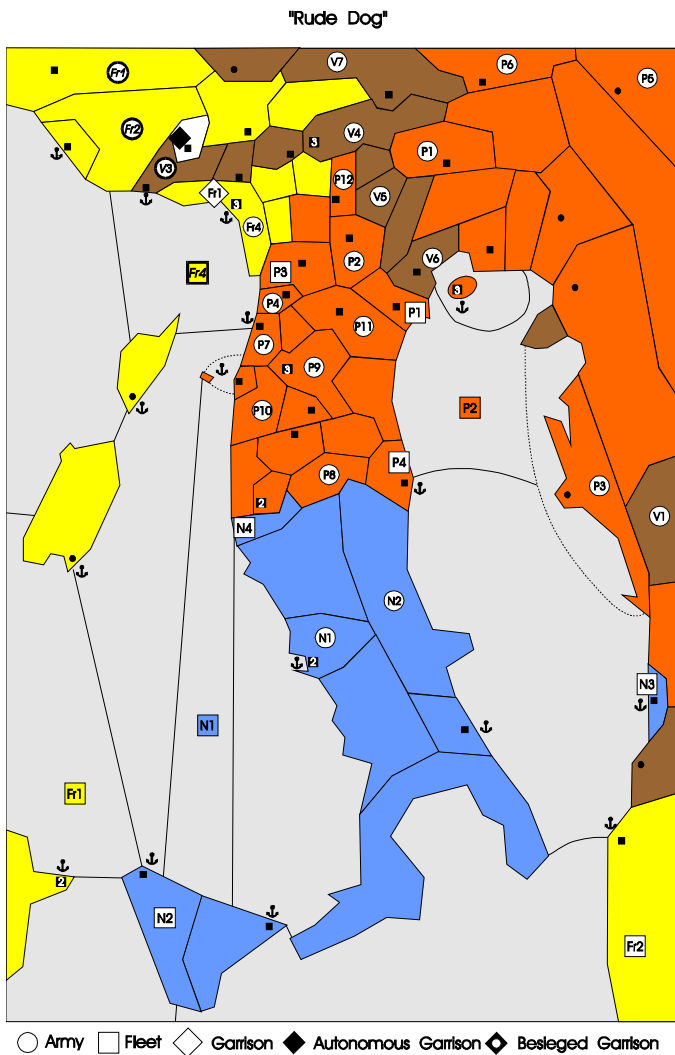 "Rude Dog"
V7
P6
Fr1
P5
Fr2
V4
3
P1
V3
P12
V5
Fr1
3
Fr4
P2
V6
Fr4
P3
3
P4
P1
P11
P7
P9
3
P10
P2
P4
P8
P3
2
N4
V1
N2
N1
2
N3
N1
Fr1
2
N2
Fr2
Army Fleet Garrison Autonomous Garrison Besieged Garrison